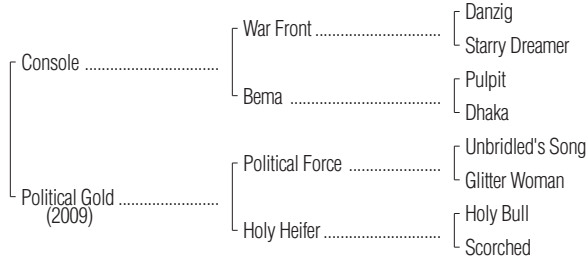 Danzig
War Front ........................................
Starry Dreamer
Console ...........................................
Pulpit
Bema ................................................
Dhaka
Unbridled's Song
Political Force .............................
Glitter Woman
Political Gold ................................
(2009)
Holy Bull
Holy Heifer .....................................
Scorched